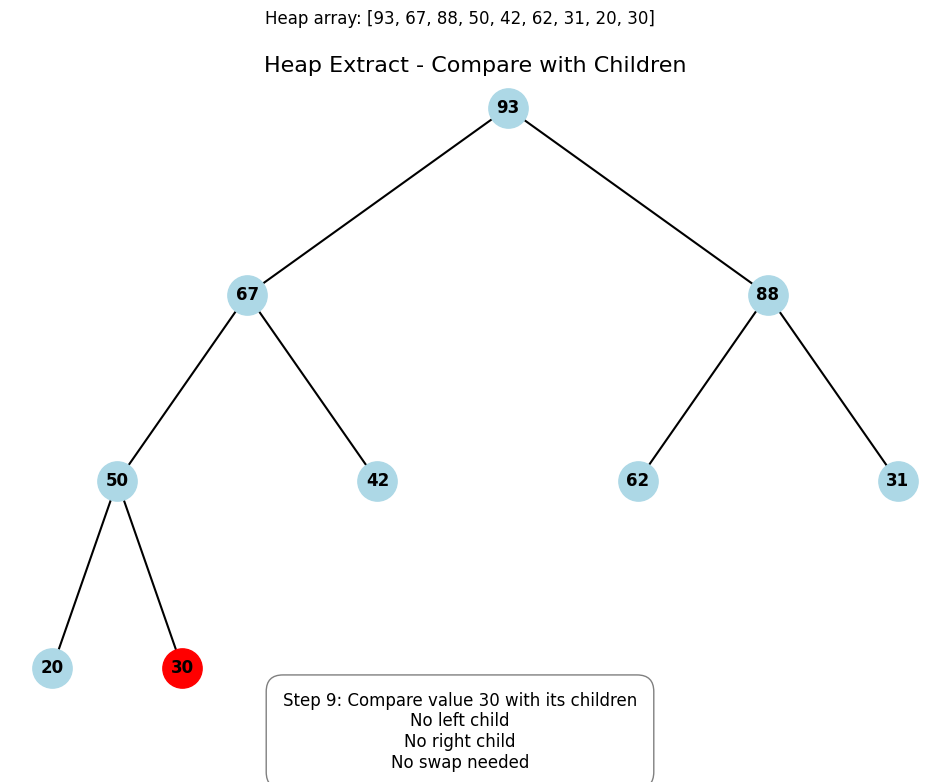 Heap array: [93, 67, 88, 50, 42, 62, 31, 20, 30]
Heap Extract - Compare with Children
93
67
88
50
42
62
31
20
30
Step 9: Compare value 30 with its children
No left child
No right child
No swap needed